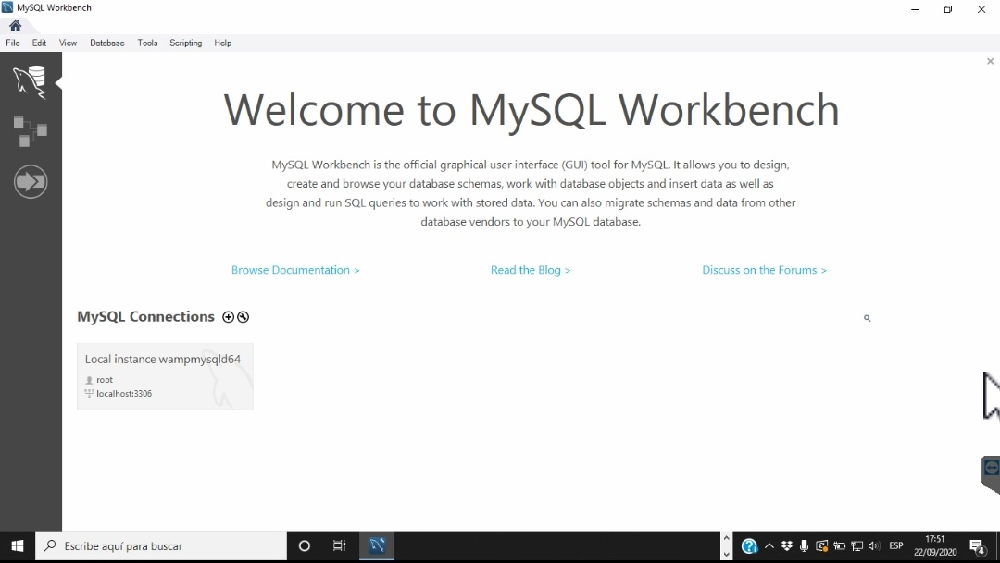 MySQL Workbench
File Edit View Database Tools Scripting Help
Welcome to MySQL Workbench
MySQL Workbench is the official graphical user interface (GUI) tool for MySQL. It allows you to design,
create and browse your database schemas, work with database objects and insert data as well as
design and run SQL queries to work with stored data. You can also migrate schemas and data from other
database vendors to your MySQL database.
Browse Documentation > Read the Blog > Discuss on the Forums >
MySQL Connections
Local instance wampmysqld64
root
localhost:3306
Escribe aquí para buscar
ESP
17:51
22/09/2020
4